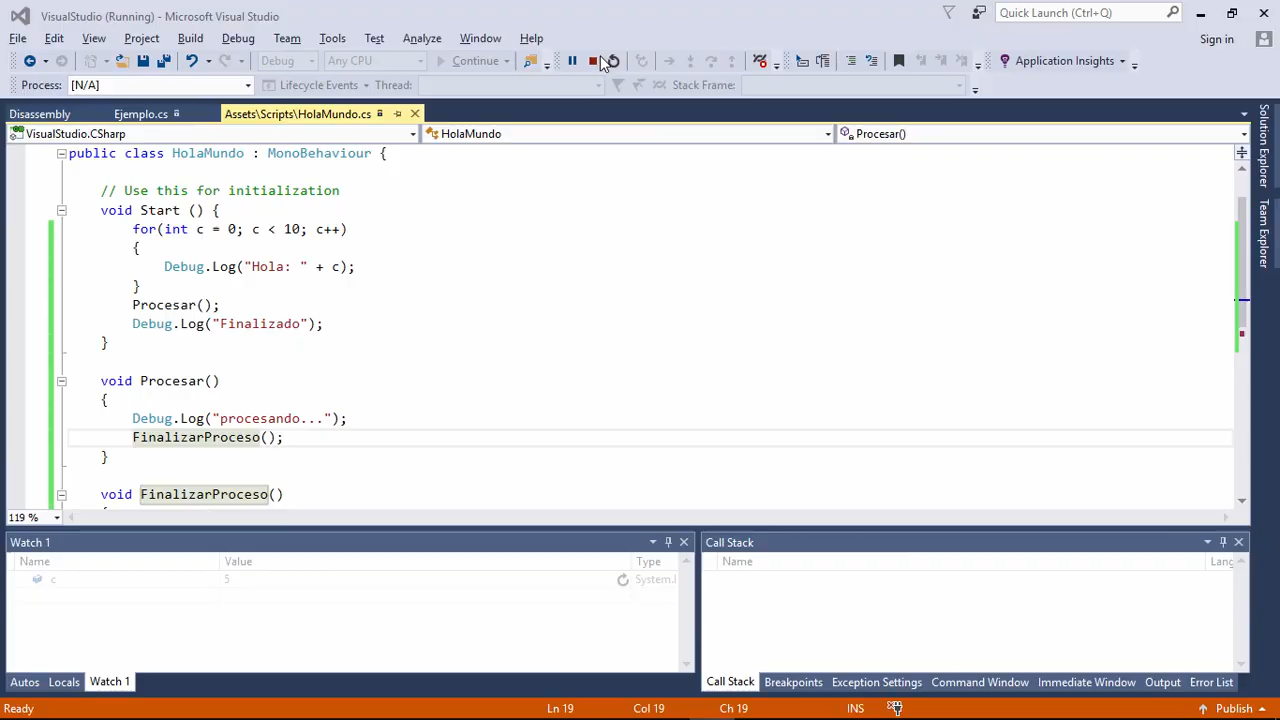 VisualStudio (Running) - Microsoft Visual Studio
Quick Launch (Ctrl+Q)
File Edit View Project Build Debug Team Tools Test Analyze Window Help
Sign in
Debug Any CPU Continue Application Insights
Process: [N/A] Lifecycle Events Thread: Stack Frame:
Disassembly Ejemplo.cs Assets\Scripts\HolaMundo.cs
VisualStudio.CSharp HolaMundo Procesar()
public class HolaMundo : MonoBehaviour {
// Use this for initialization
void Start () {
for(int c = 0; c < 10; c++)
{
Debug.Log("Hola: " + c);
}
Procesar();
Debug.Log("Finalizado");
}
void Procesar()
{
Debug.Log("procesando...");
FinalizarProceso();
}
void FinalizarProceso()
119 %
Solution Explorer
Team Explorer
Watch 1
Name Value Type
c 5 System.I
Autos Locals Watch 1
Call Stack
Name Lang
Call Stack Breakpoints Exception Settings Command Window Immediate Window Output Error List
Ready Ln 19 Col 19 Ch 19 INS Publish